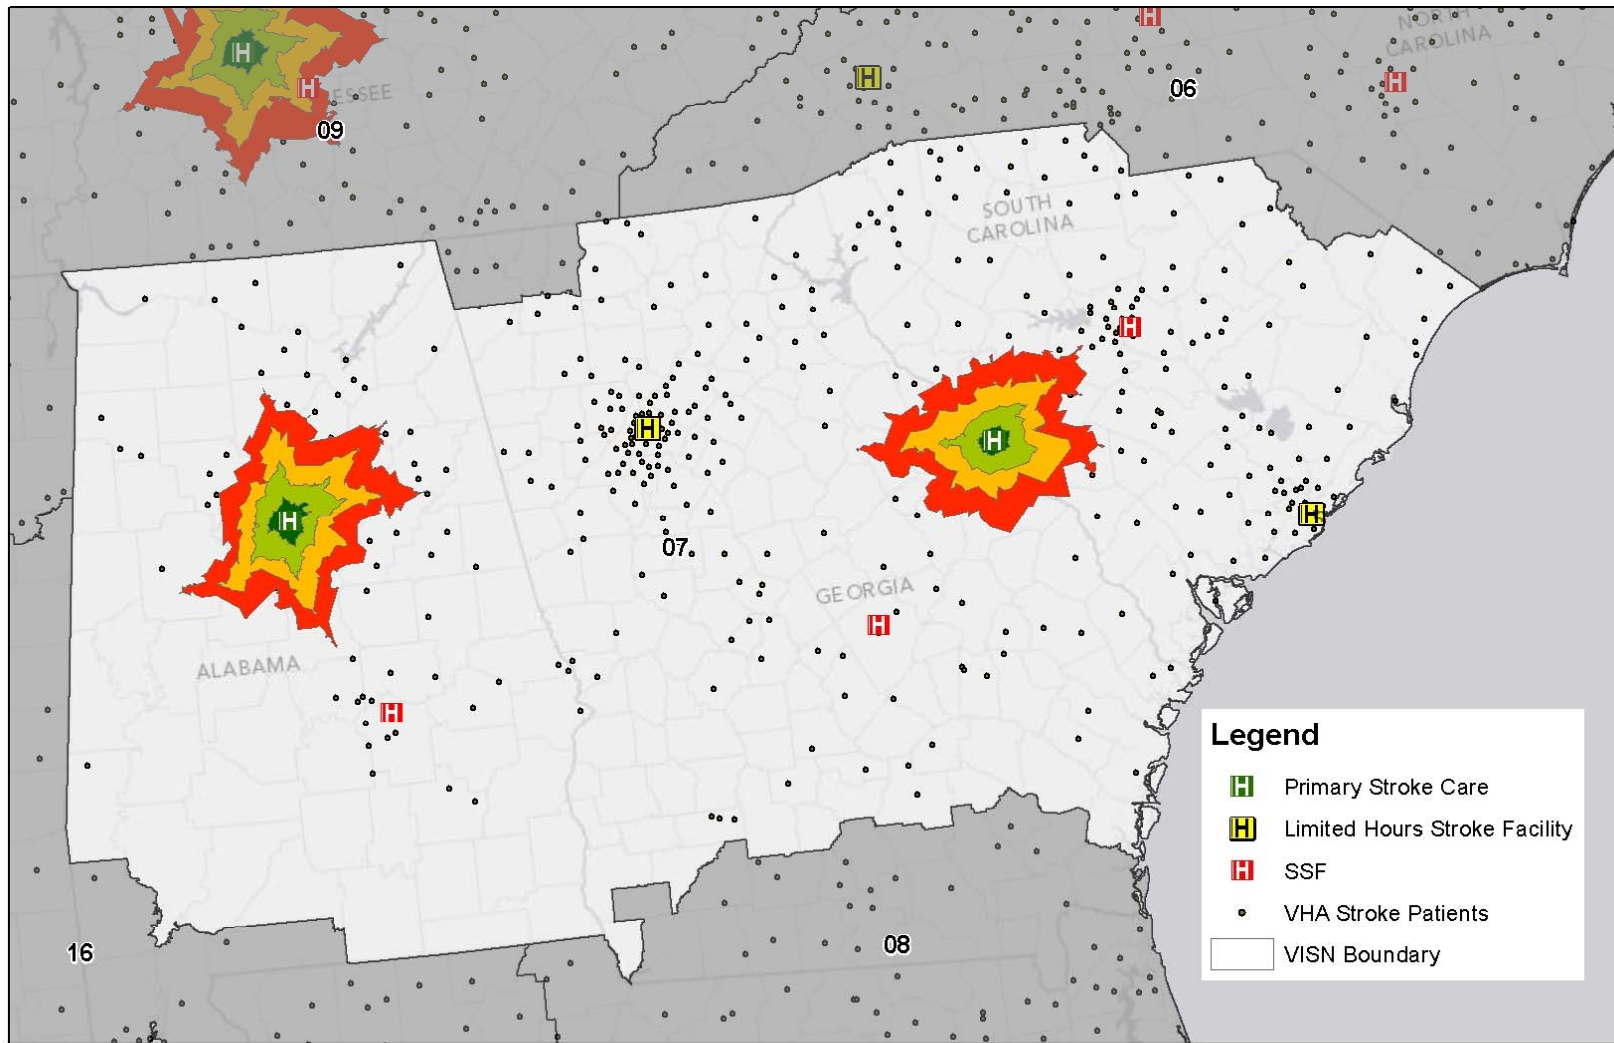 NORTH
CAROLINA
H
H
H
H
H
ESSEE
09
06
SOUTH
CAROLINA
H
H
H
H
H
H
07
GEORGIA
H
ALABAMA
H
16
08
Legend
H Primary Stroke Care
H Limited Hours Stroke Facility
H SSF
VHA Stroke Patients
VISN Boundary